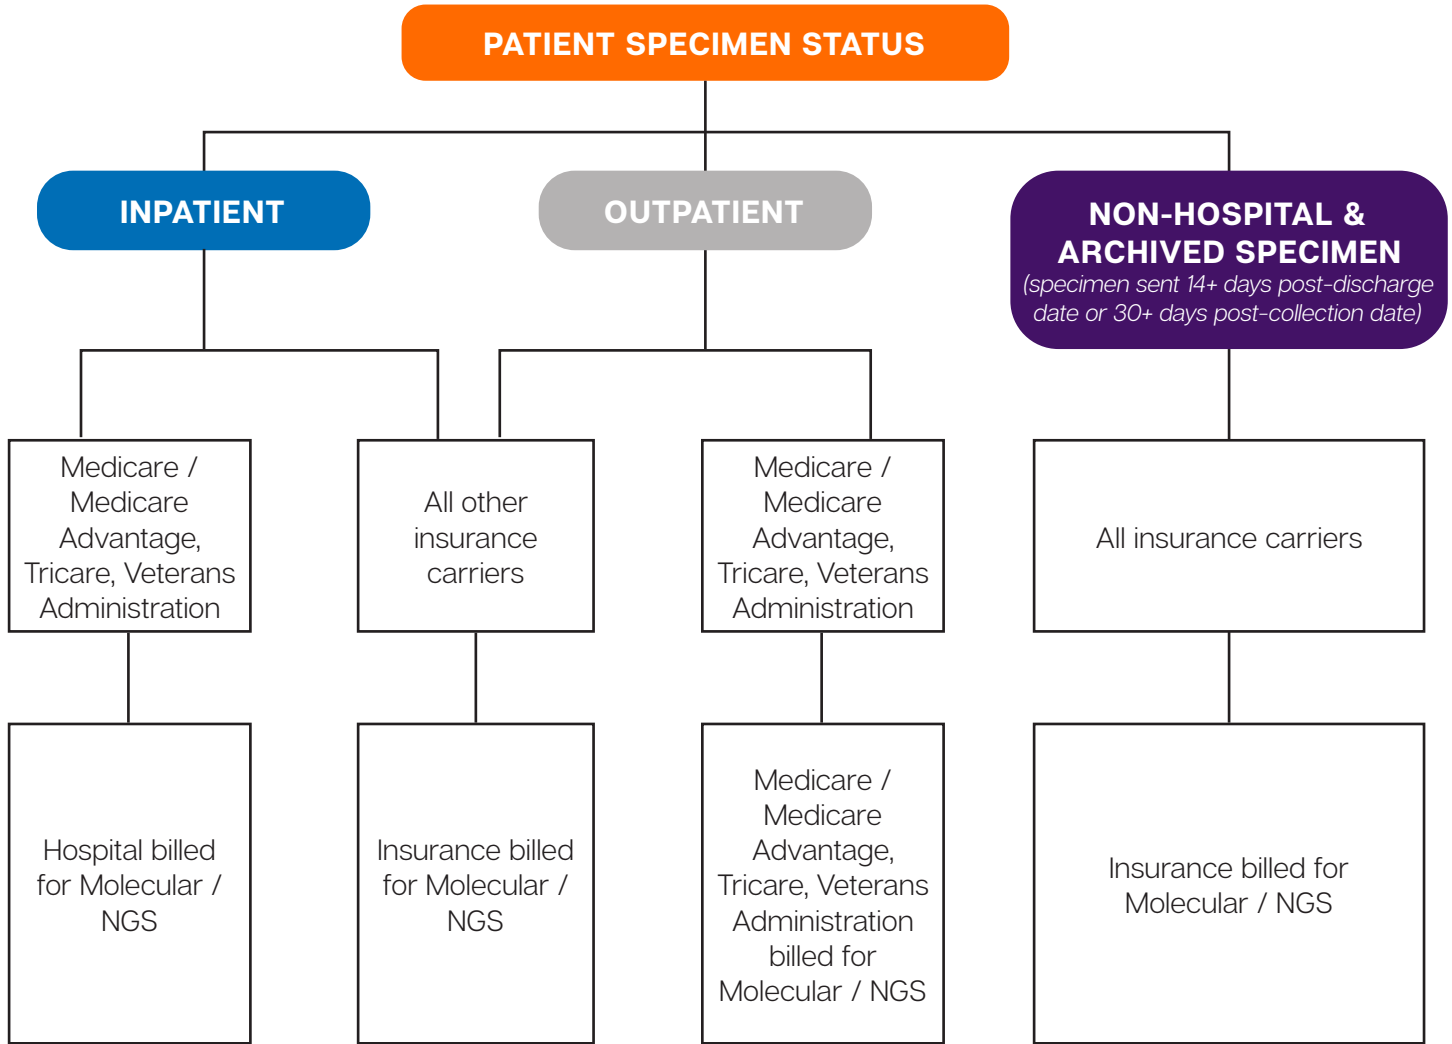 PATIENT SPECIMEN STATUS
INPATIENT
OUTPATIENT
NON-HOSPITAL &
ARCHIVED SPECIMEN
(specimen sent 14+ days post-discharge
date or 30+ days post-collection date)
Medicare /
Medicare
Advantage,
Tricare, Veterans
Administration
All other
insurance
carriers
Medicare /
Medicare
Advantage,
Tricare, Veterans
Administration
All insurance carriers
Hospital billed
for Molecular /
NGS
Insurance billed
for Molecular /
NGS
Medicare /
Medicare
Advantage,
Tricare, Veterans
Administration
billed for
Molecular / NGS
Insurance billed for
Molecular / NGS